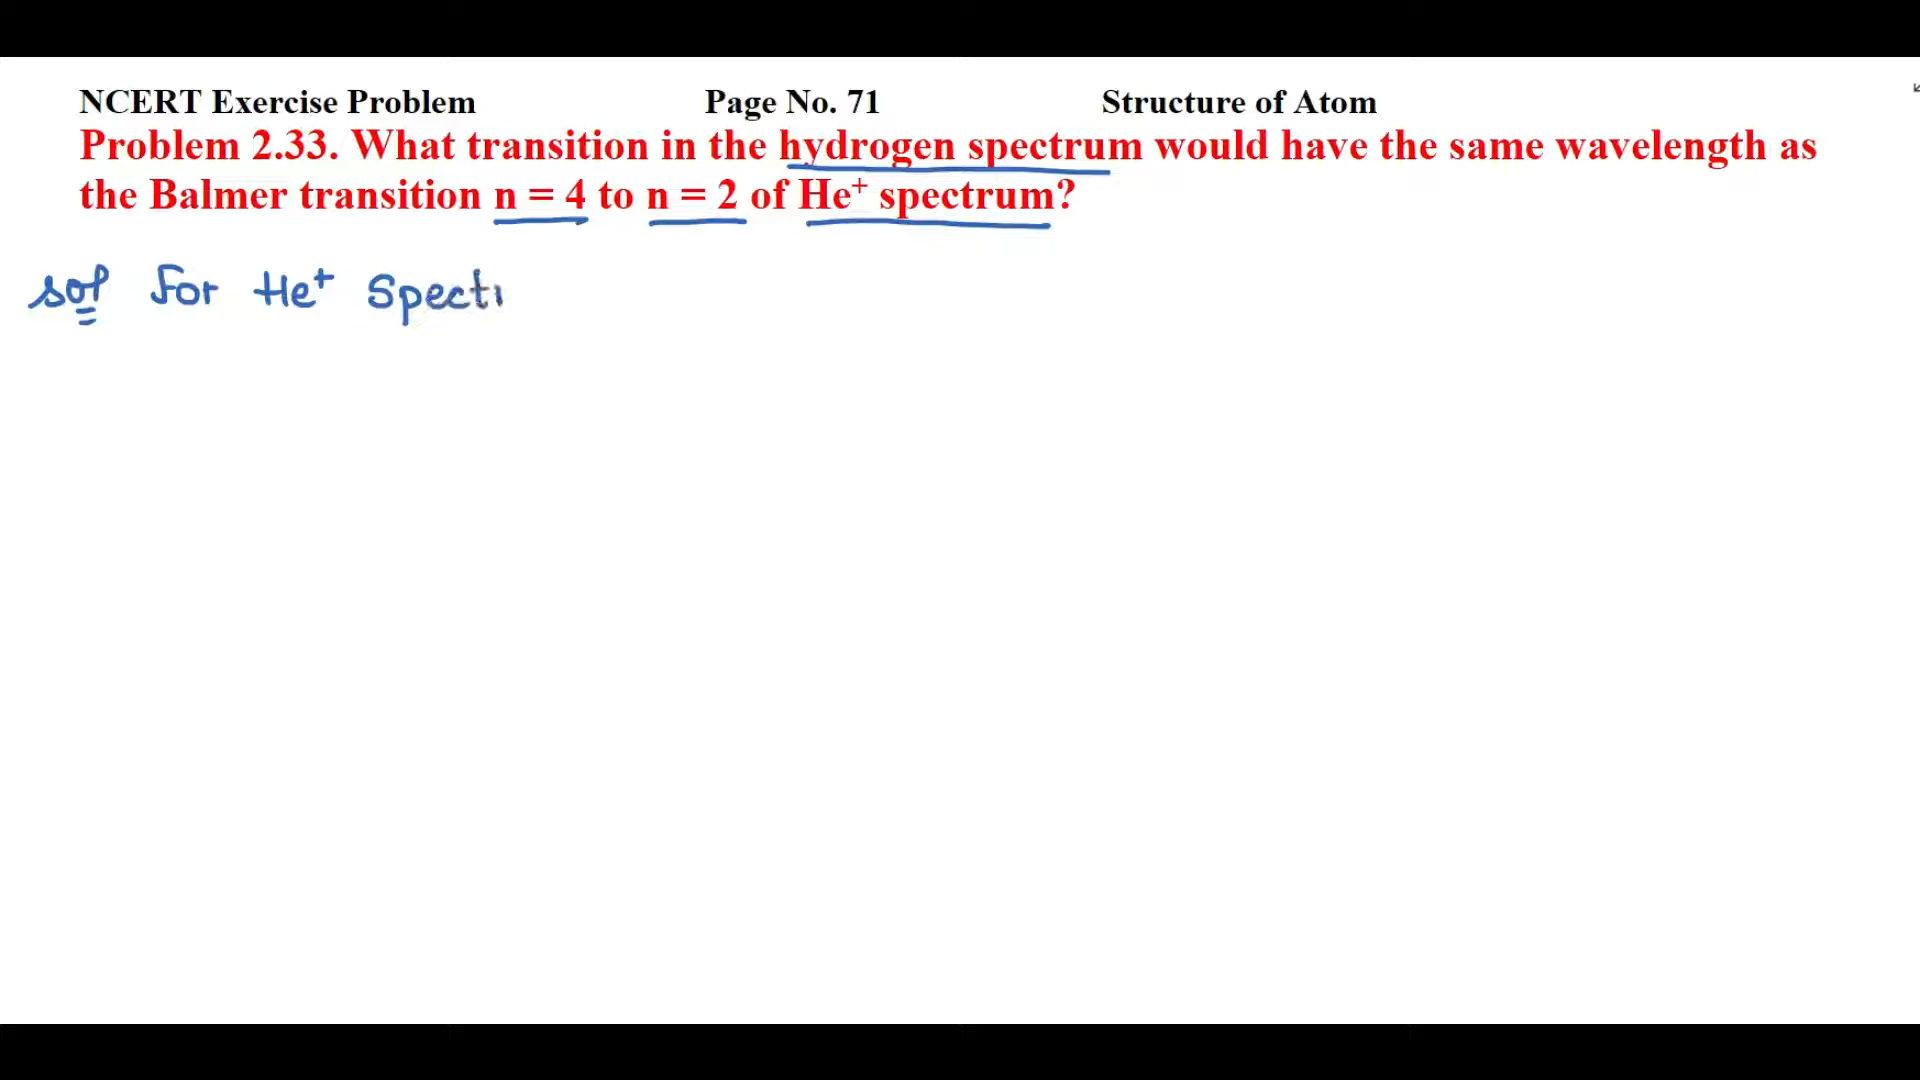 NCERT Exercise Problem Page No. 71 Structure of Atom
Problem 2.33. What transition in the hydrogen spectrum would have the same wavelength as
the Balmer transition n = 4 to n = 2 of He⁺ spectrum?
sol For He⁺ Spect